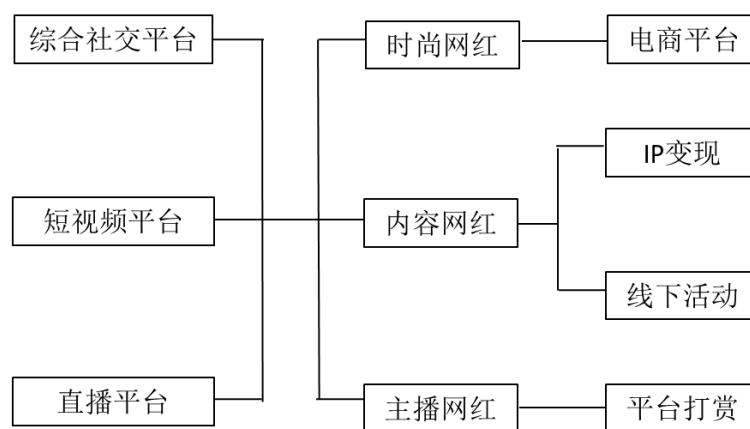 综合社交平台
时尚网红
电商平台
IP变现
短视频平台
内容网红
线下活动
直播平台
主播网红
平台打赏